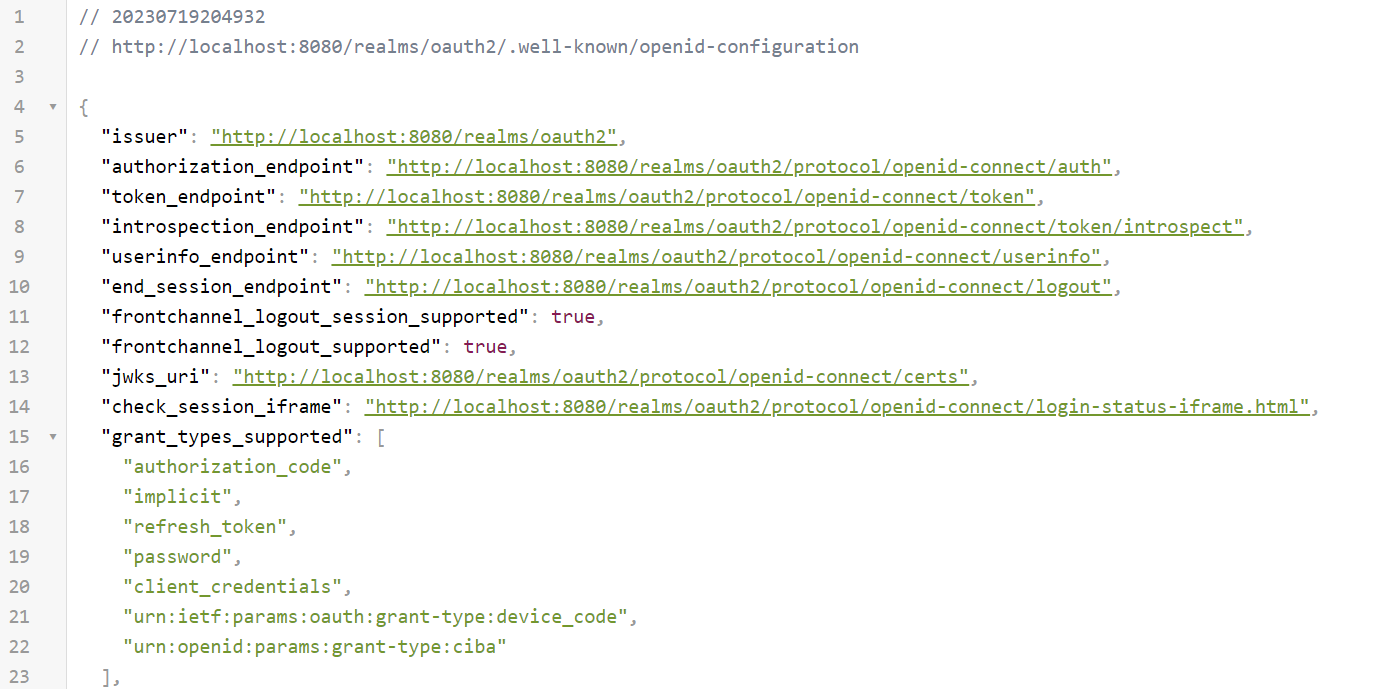 1 // 20230719204932
2 // http://localhost:8080/realms/oauth2/.well-known/openid-configuration
3
4 ▾ {
5 "issuer": "http://localhost:8080/realms/oauth2",
6 "authorization_endpoint": "http://localhost:8080/realms/oauth2/protocol/openid-connect/auth",
7 "token_endpoint": "http://localhost:8080/realms/oauth2/protocol/openid-connect/token",
8 "introspection_endpoint": "http://localhost:8080/realms/oauth2/protocol/openid-connect/token/introspect",
9 "userinfo_endpoint": "http://localhost:8080/realms/oauth2/protocol/openid-connect/userinfo",
10 "end_session_endpoint": "http://localhost:8080/realms/oauth2/protocol/openid-connect/logout",
11 "frontchannel_logout_session_supported": true,
12 "frontchannel_logout_supported": true,
13 "jwks_uri": "http://localhost:8080/realms/oauth2/protocol/openid-connect/certs",
14 "check_session_iframe": "http://localhost:8080/realms/oauth2/protocol/openid-connect/login-status-iframe.html",
15 ▾ "grant_types_supported": [
16 "authorization_code",
17 "implicit",
18 "refresh_token",
19 "password",
20 "client_credentials",
21 "urn:ietf:params:oauth:grant-type:device_code",
22 "urn:openid:params:grant-type:ciba"
23 ],